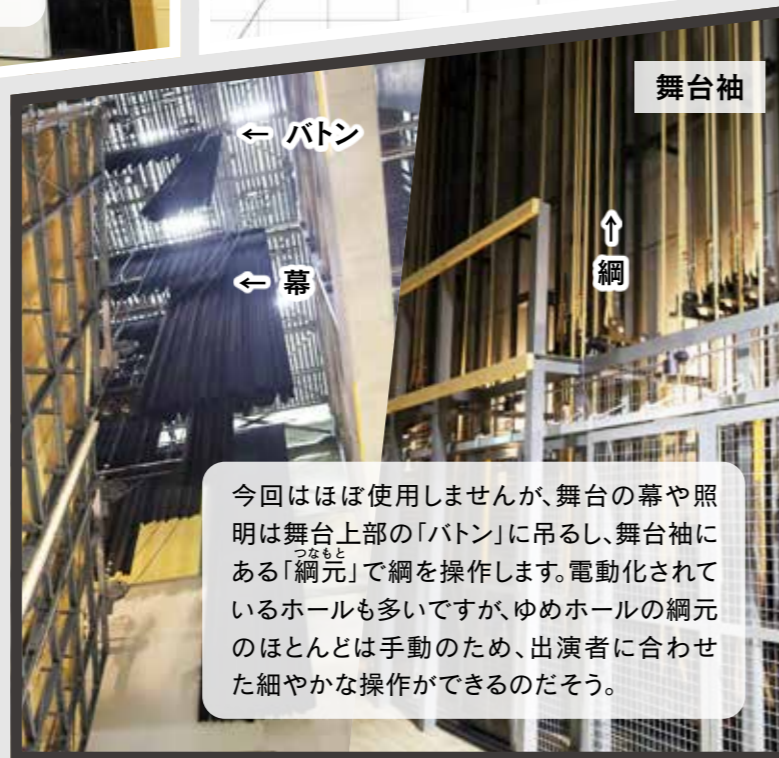 舞台袖
← バトン
← 幕
↑
綱
今回はほぼ使用しませんが、舞台の幕や照
明は舞台上部の「バトン」に吊るし、舞台袖に
つなもと
ある「綱元」で綱を操作します。電動化されて
いるホールも多いですが、ゆめホールの綱元
のほとんどは手動のため、出演者に合わせ
た細やかな操作ができるのだそう。